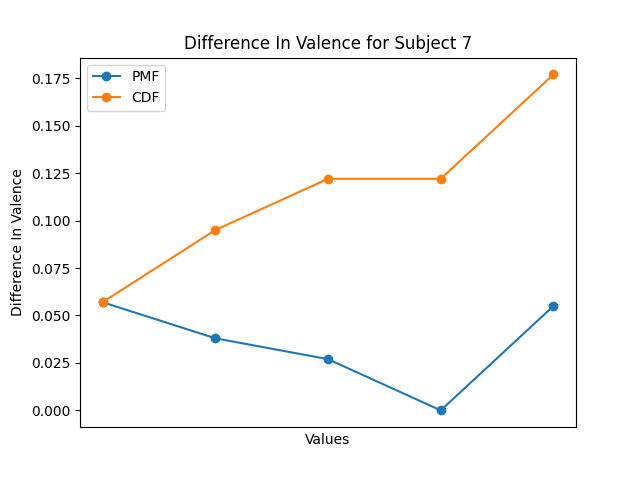 Difference In Valence for Subject 7
PMF
CDF
0.175
0.150
0.125
0.100
0.075
0.050
0.025
0.000
Difference In Valence
Values